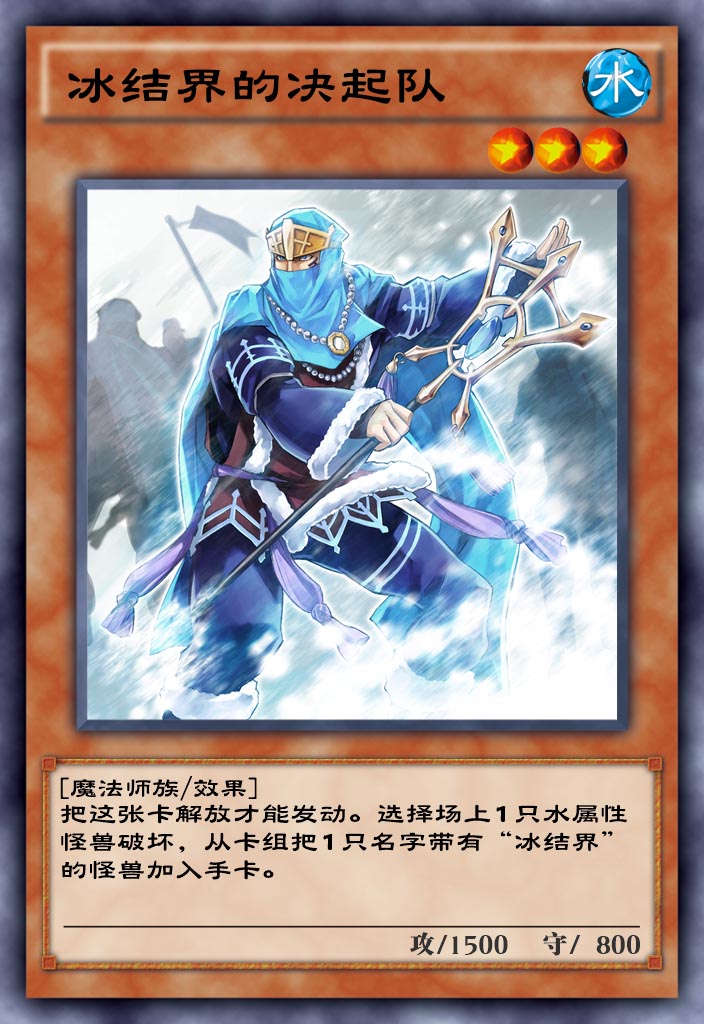 冰结界的决起队
水
[魔法师族/效果]
把这张卡解放才能发动。选择场上1只水属性
怪兽破坏，从卡组把1只名字带有“冰结界”
的怪兽加入手卡。
攻/1500 守/ 800